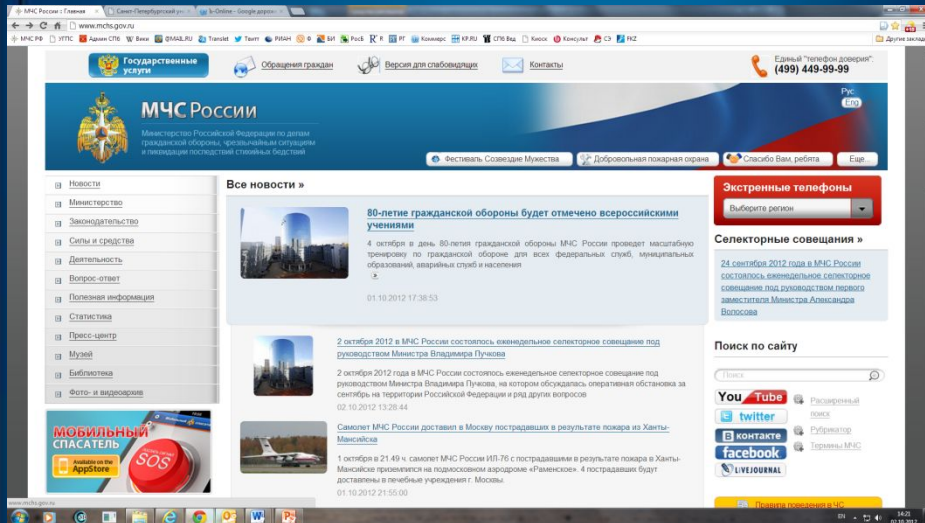 МЧС России :: Главная
Санкт-Петербургский ун
b-Online - Google дорож
www.mchs.gov.ru
МЧС РФ УГПС Админ СПб W Вики @MAIL.RU Translat Твитт РИАН Ф БИ РосБ R РГ Коммерс KP.RU СПб Вед Киоск Консульт СЭ FKZ Другие заклад
Государственные
услуги
Обращения граждан
Версия для слабовидящих
Контакты
Единый "телефон доверия":
(499) 449-99-99
Рус
Eng
МЧС России
Министерство Российской Федерации по делам
гражданской обороны, чрезвычайным ситуациям
и ликвидации последствий стихийных бедствий
Фестиваль Созвездие Мужества
Добровольная пожарная охрана
Спасибо Вам, ребята
Еще...
Новости
Министерство
Законодательство
Силы и средства
Деятельность
Вопрос-ответ
Полезная информация
Статистика
Пресс-центр
Музей
Библиотека
Фото- и видеоархив
МОБИЛЬНЫЙ
СПАСАТЕЛЬ
Available on the
AppStore
SOS
Все новости »
80-летие гражданской обороны будет отмечено всероссийскими
учениями
4 октября в день 80-летия гражданской обороны МЧС России проведет масштабную
тренировку по гражданской обороне для всех федеральных служб, муниципальных
образований, аварийных служб и населения
01.10.2012 17:38:53
2 октября 2012 в МЧС России состоялось еженедельное селекторное совещание под
руководством Министра Владимира Пучкова
2 октября 2012 года в МЧС России состоялось еженедельное селекторное совещание под
руководством Министра Владимира Пучкова, на котором обсуждалась оперативная обстановка за
сентябрь на территории Российской Федерации и ряд других вопросов
02.10.2012 13:28:44
Самолет МЧС России доставил в Москву пострадавших в результате пожара из Ханты-
Мансийска
1 октября в 21.49 ч. самолет МЧС России ИЛ-76 с пострадавшими в результате пожара в Ханты-
Мансийске приземлился на подмосковном аэродроме «Раменское». 4 пострадавших будут
доставлены в лечебные учреждения г. Москвы.
01.10.2012 21:55:00
Экстренные телефоны
Выберите регион
Селекторные совещания »
24 сентября 2012 года в МЧС России
состоялось еженедельное селекторное
совещание под руководством первого
заместителя Министра Александра
Волосова
Поиск по сайту
Поиск
YouTube
twitter
В контакте
facebook
LIVEJOURNAL
Расширенный
поиск
Рубрикатор
Термины МЧС
Правила поведения в ЧС
www.mchs.gov.ru
EN
14:21
02.10.2012